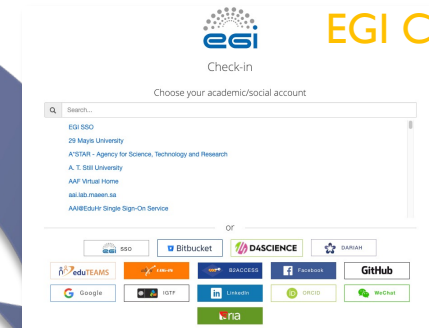 EGI C
egi
Check-in
Choose your academic/social account
Search...
EGI SSO
29 Mayis University
A*STAR - Agency for Science, Technology and Research
A. T. Still University
AAF Virtual Home
aai.lab.maeen.sa
AAI@EduHr Single Sign-On Service
or
egi SSO Bitbucket D4SCIENCE DARIAH
eduTEAMS B2ACCESS Facebook GitHub
Google IGTF LinkedIn ORCID WeChat